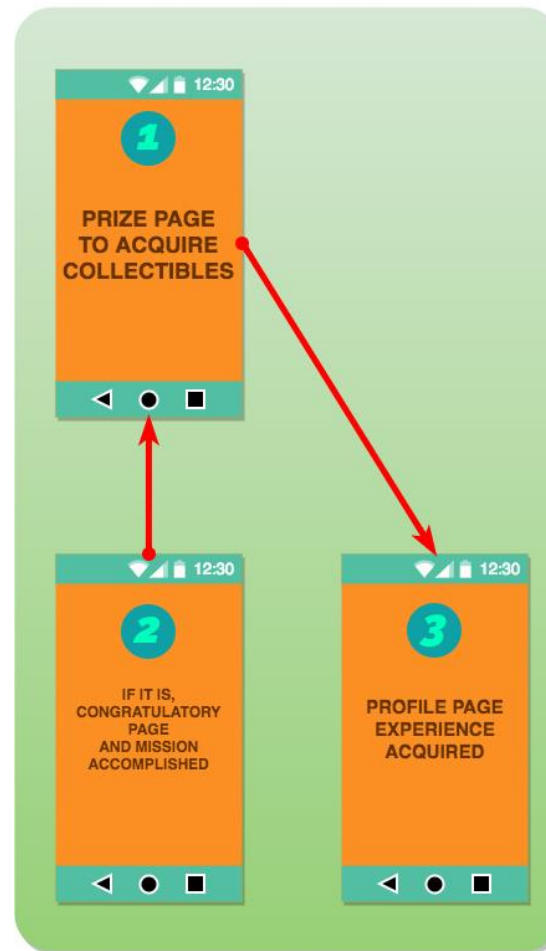 12:30
1
PRIZE PAGE
TO ACQUIRE
COLLECTIBLES
12:30
2
IF IT IS,
CONGRATULATORY
PAGE
AND MISSION
ACCOMPLISHED
12:30
3
PROFILE PAGE
EXPERIENCE
ACQUIRED